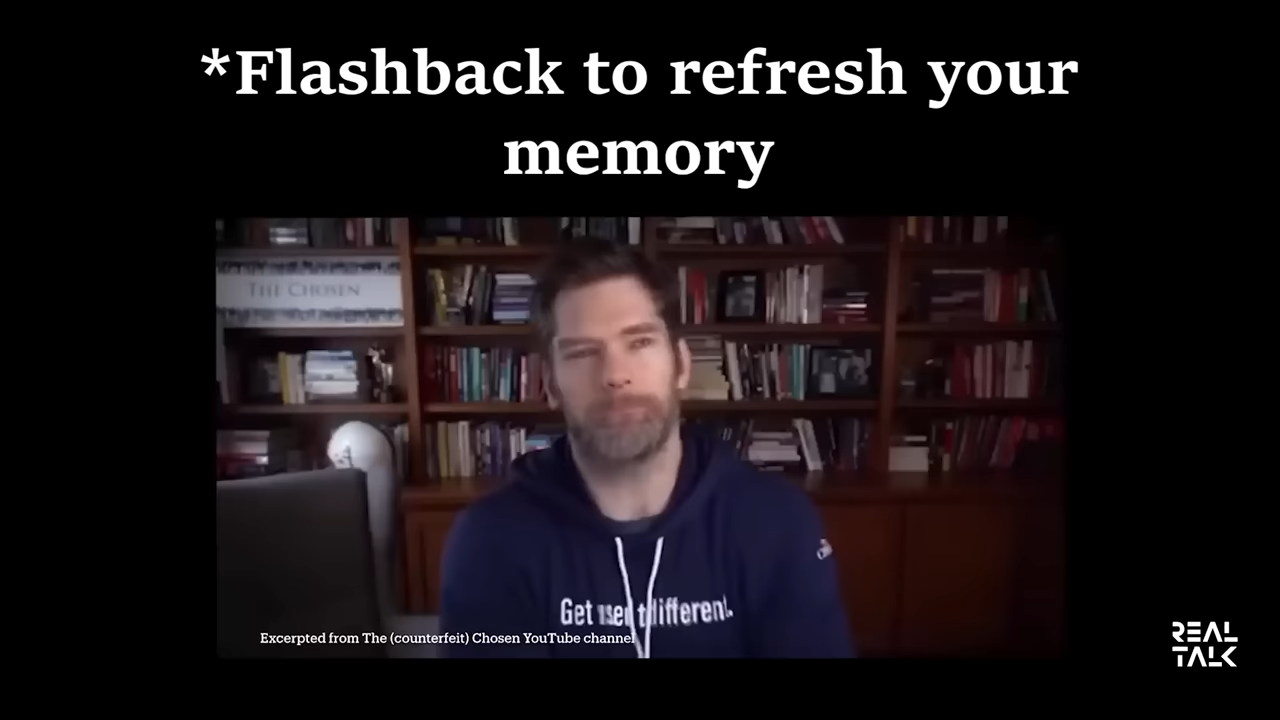 *Flashback to refresh your
memory
THE CHOSEN
Get used to different.
Excerpted from The (counterfeit) Chosen YouTube channel
REAL
TALK